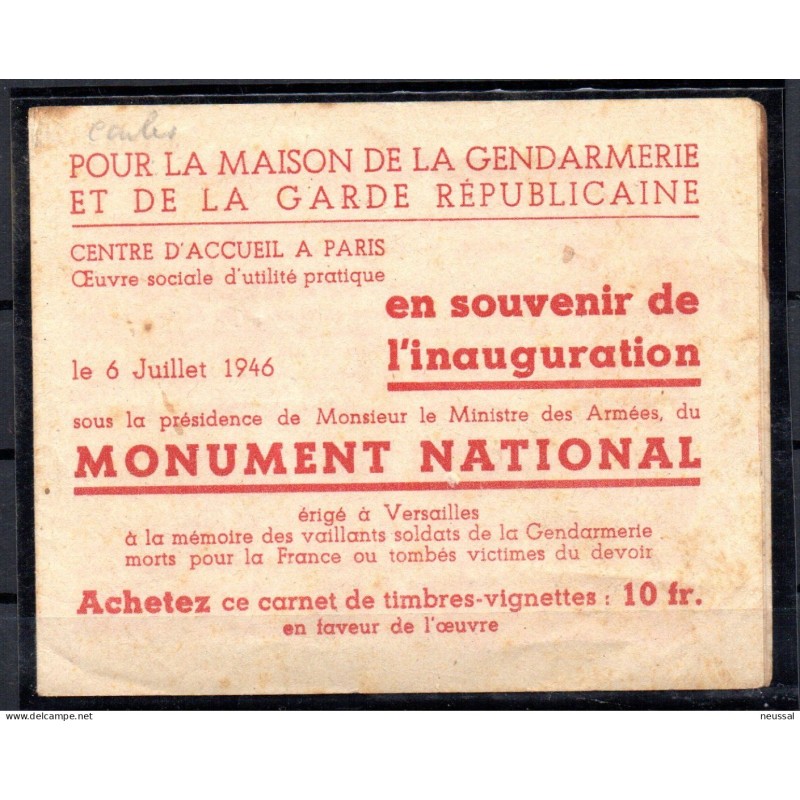 POUR LA MAISON DE LA GENDARMERIE
ET DE LA GARDE RÉPUBLICAINE
CENTRE D'ACCUEIL A PARIS
Œuvre sociale d'utilité pratique
en souvenir de
l'inauguration
le 6 Juillet 1946
sous la présidence de Monsieur le Ministre des Armées, du
MONUMENT NATIONAL
érigé à Versailles
à la mémoire des vaillants soldats de la Gendarmerie
morts pour la France ou tombés victimes du devoir
Achetez ce carnet de timbres-vignettes : 10 fr.
en faveur de l'œuvre
www.delcampe.net
neussal